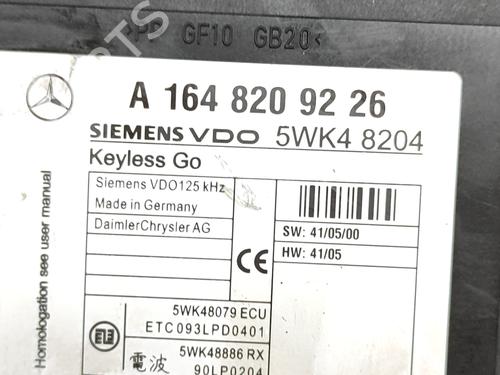 >P GF10 GB20<
PARTS
A 164 820 92 26
SIEMENS VDO 5WK4 8204
Keyless Go
Siemens VDO125 kHz
Made in Germany
DaimlerChrysler AG
SW: 41/05/00
HW: 41/05
CE
5WK48079 ECU
ETC093LPD0401
電波
5WK48886 RX
90LP0204
Homologation see user manual